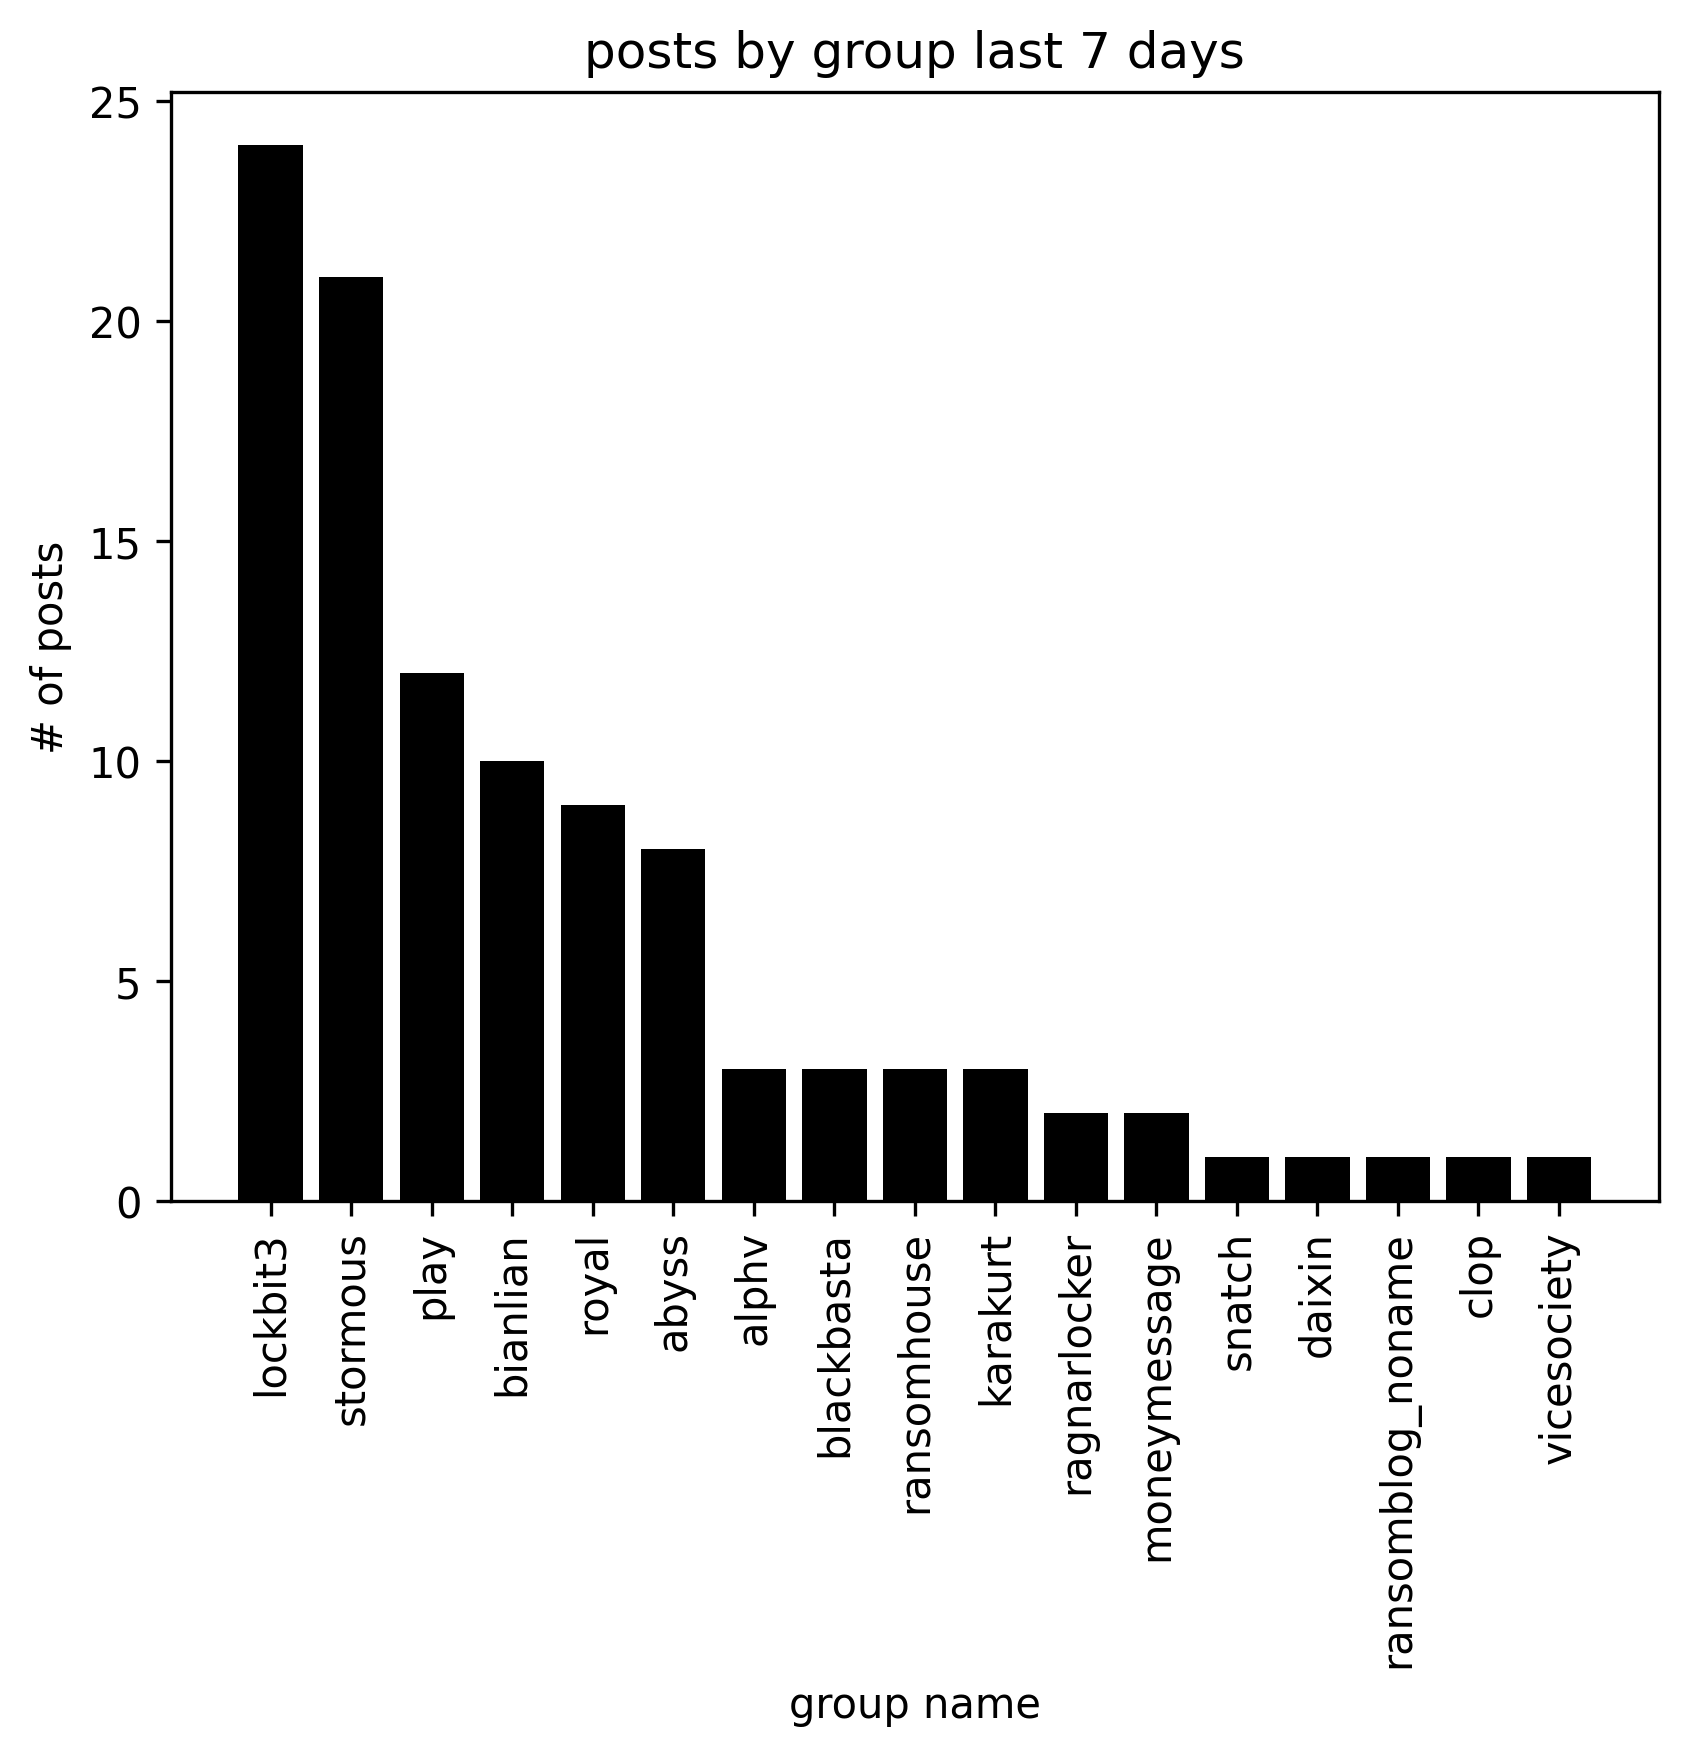 posts by group last 7 days
25
20
15
10
5
0
# of posts
lockbit3
stormous
play
bianlian
royal
abyss
alphv
blackbasta
ransomhouse
karakurt
ragnarlocker
moneymessage
snatch
daixin
ransomblog_noname
clop
vicesociety
group name